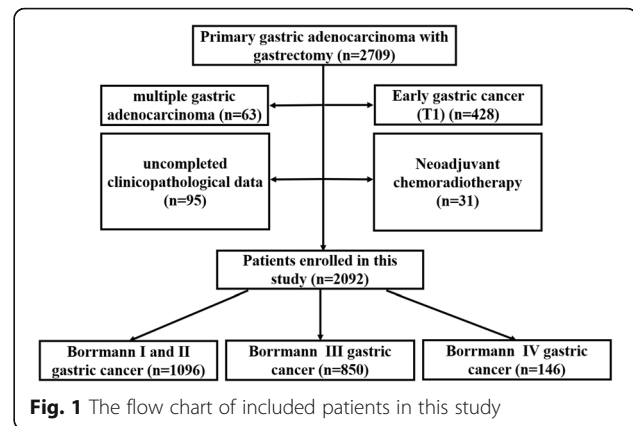 Primary gastric adenocarcinoma with
gastrectomy (n=2709)
multiple gastric
adenocarcinoma (n=63)
Early gastric cancer
(T1) (n=428)
uncompleted
clinicopathological data
(n=95)
Neoadjuvant
chemoradiotherapy
(n=31)
Patients enrolled in this
study (n=2092)
Borrmann I and II
gastric cancer (n=1096)
Borrmann III gastric
cancer (n=850)
Borrmann IV gastric
cancer (n=146)
Fig. 1 The flow chart of included patients in this study